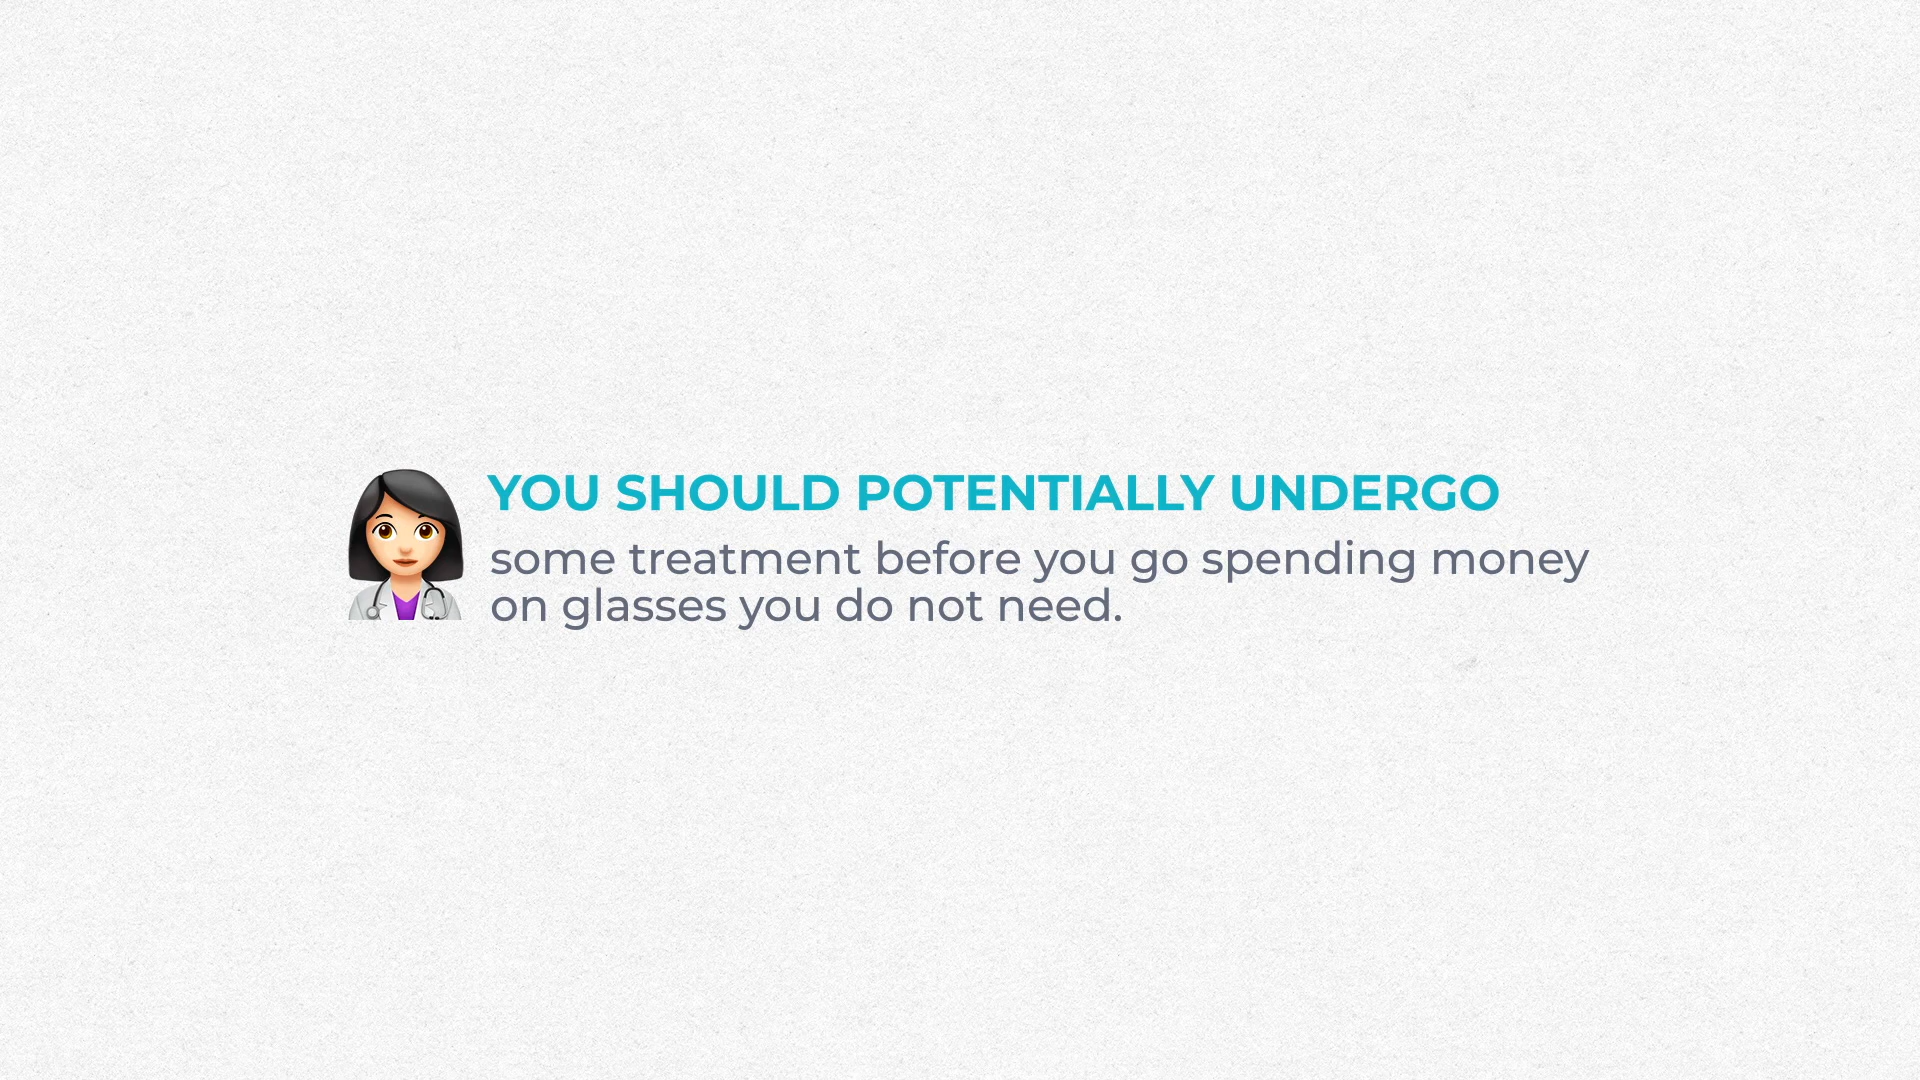 YOU SHOULD POTENTIALLY UNDERGO
some treatment before you go spending money
on glasses you do not need.